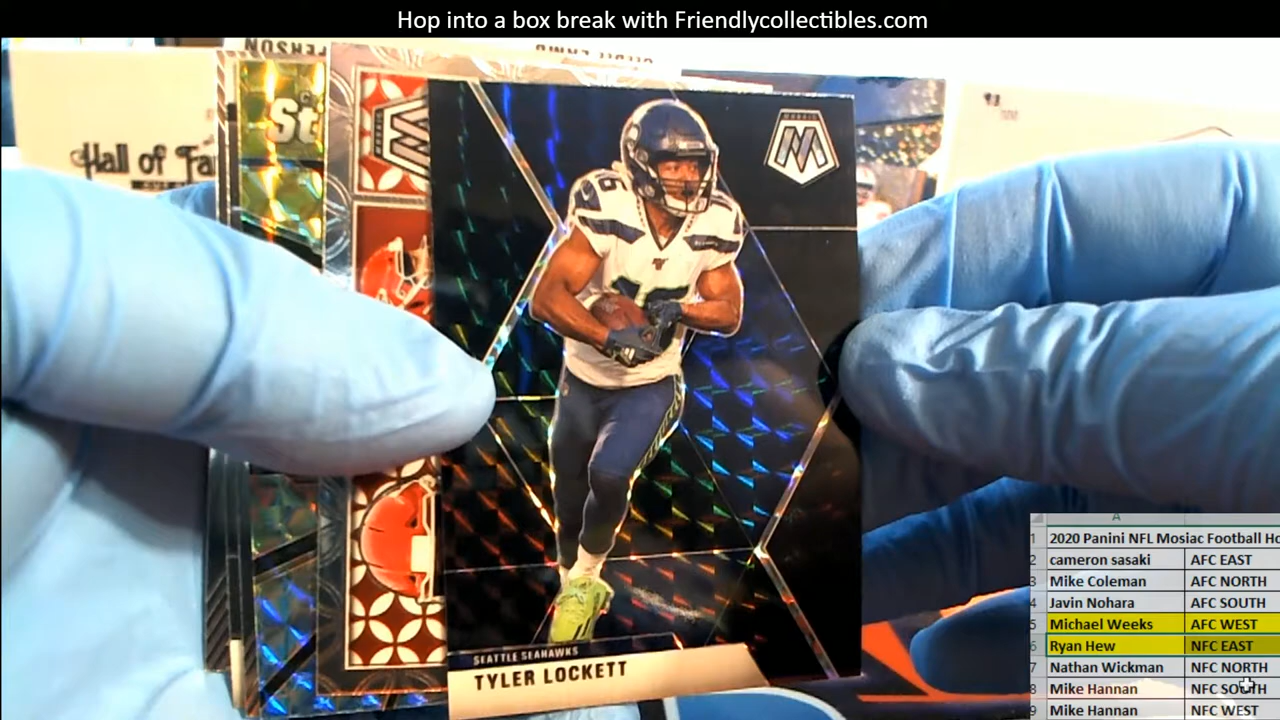 Hop into a box break with Friendlycollectibles.com
Hall of Fa
St
MOSAIC
16
SEATTLE SEAHAWKS
TYLER LOCKETT
A
1 2020 Panini NFL Mosiac Football Ho
2 cameron sasaki AFC EAST
3 Mike Coleman AFC NORTH
4 Javin Nohara AFC SOUTH
5 Michael Weeks AFC WEST
6 Ryan Hew NFC EAST
7 Nathan Wickman NFC NORTH
8 Mike Hannan NFC SOUTH
9 Mike Hannan NFC WEST